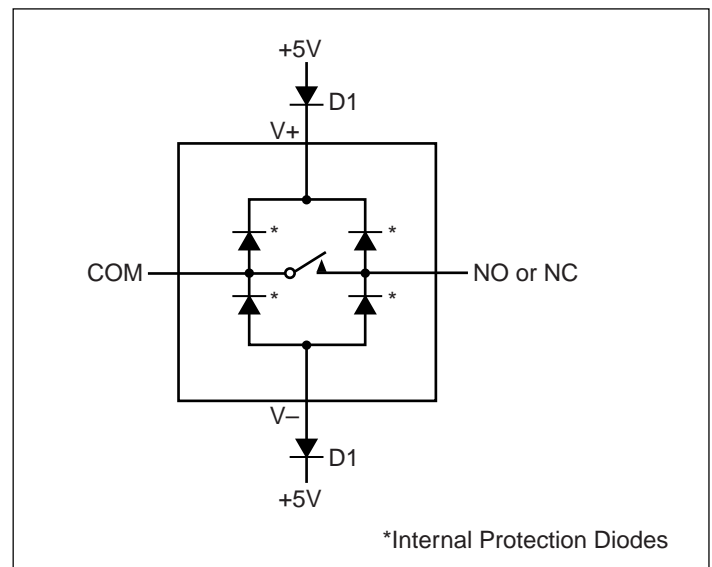 +5V
D1
V+
*
*
COM
NO or NC
*
*
V–
D1
+5V
*Internal Protection Diodes